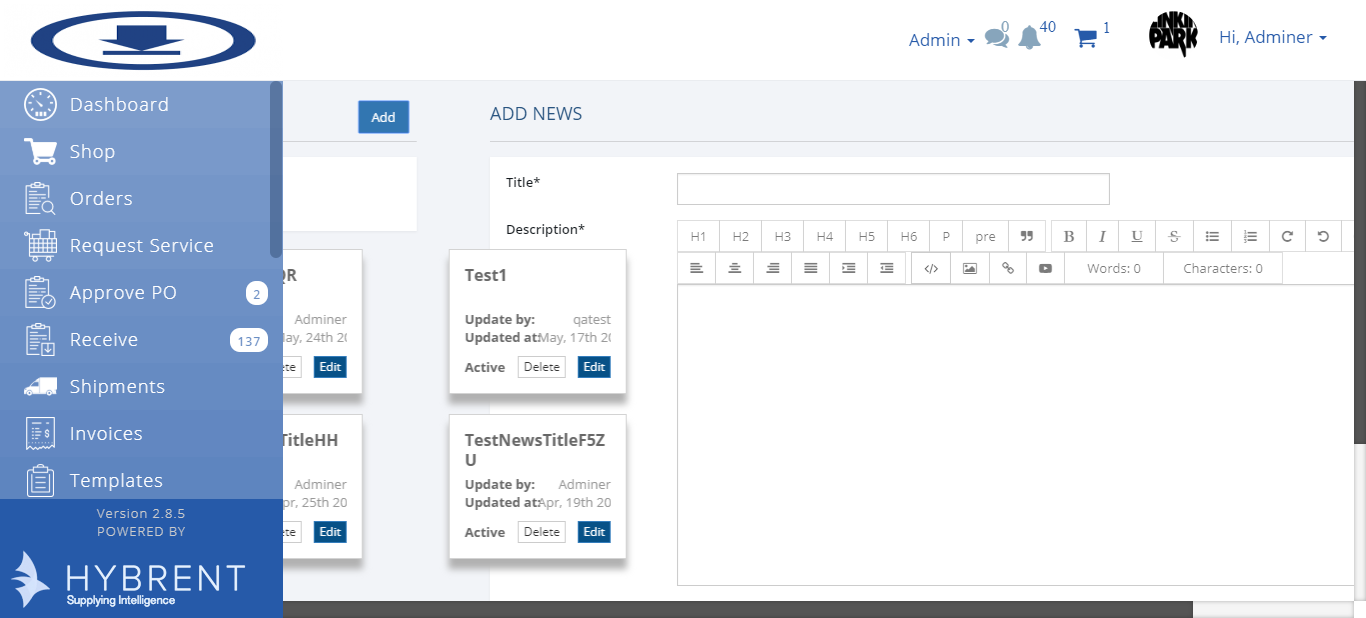 Admin
0
40
1
LINKIN PARK
Hi, Adminer
Dashboard
Shop
Orders
Request Service
Approve PO
2
Receive
137
Shipments
Invoices
Templates
Version 2.8.5
POWERED BY
HYBRENT
Supplying Intelligence
Add
ADD NEWS
Title*
Description*
H1 H2 H3 H4 H5 H6 P pre B I U S
Words: 0 Characters: 0
Adminer
May, 24th 20
Edit
TitleHH
Adminer
Apr, 25th 20
Edit
Test1
Update by: qatest
Updated at: May, 17th 20
Active Delete Edit
TestNewsTitleF5Z
U
Update by: Adminer
Updated at: Apr, 19th 20
Active Delete Edit